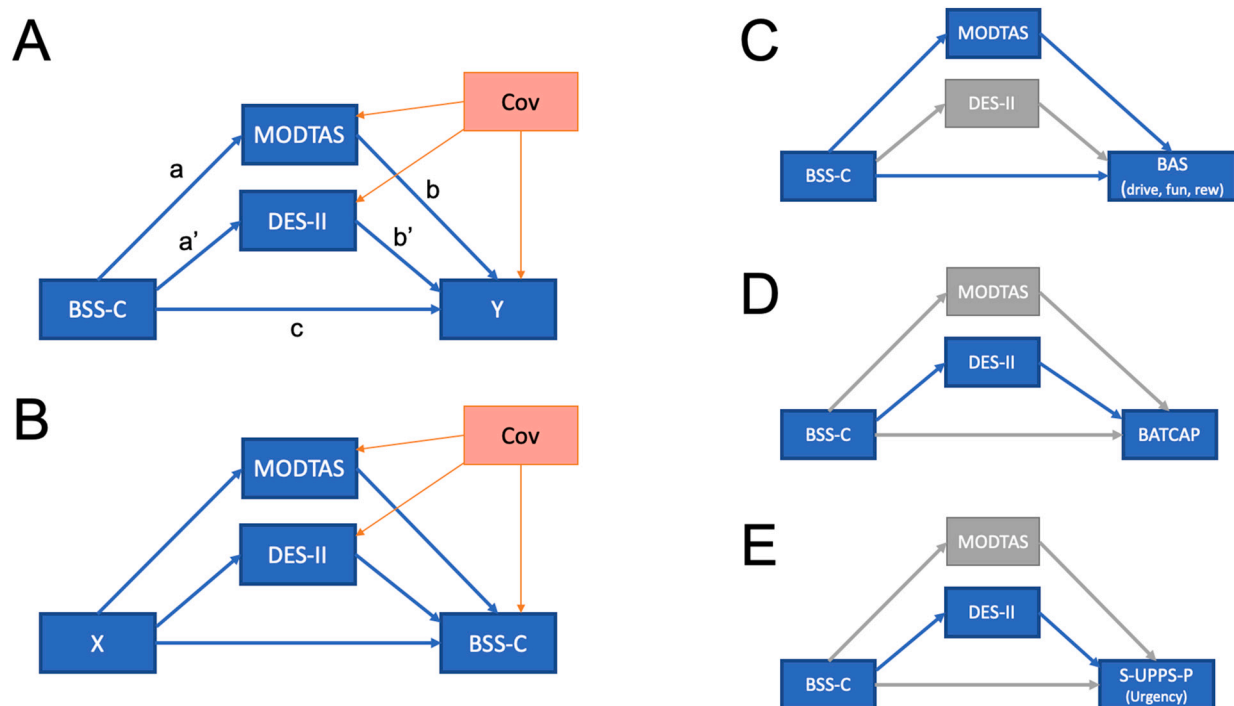 A
Cov
MODTAS
a
b
DES-II
a’
b’
BSS-C
c
Y
B
Cov
MODTAS
DES-II
X
BSS-C
C
MODTAS
DES-II
BSS-C
BAS
(drive, fun, rew)
D
MODTAS
DES-II
BSS-C
BATCAP
E
MODTAS
DES-II
BSS-C
S-UPPS-P
(Urgency)